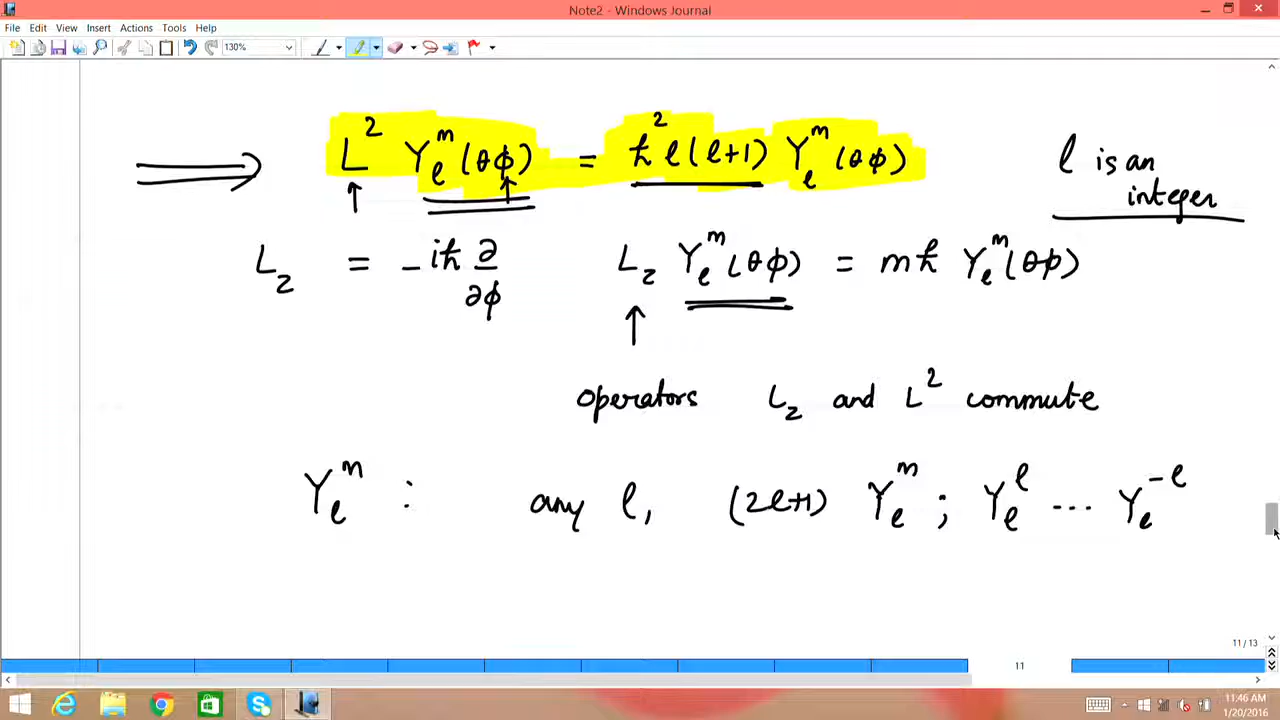 Note2 - Windows Journal
File Edit View Insert Actions Tools Help
130%
⟹ L² Yₗᵐ(θϕ) = ħ² ℓ(ℓ+1) Yₗᵐ(θϕ) ℓ is an
integer
L_z = -iħ ∂/∂ϕ L_z Yₗᵐ(θϕ) = mħ Yₗᵐ(θϕ)
operators L_z and L² commute
Yₗᵐ : any ℓ, (2ℓ+1) Yₗᵐ ; Yₗˡ ... Yₗ⁻ˡ
11 / 13
11
11:46 AM
1/20/2016